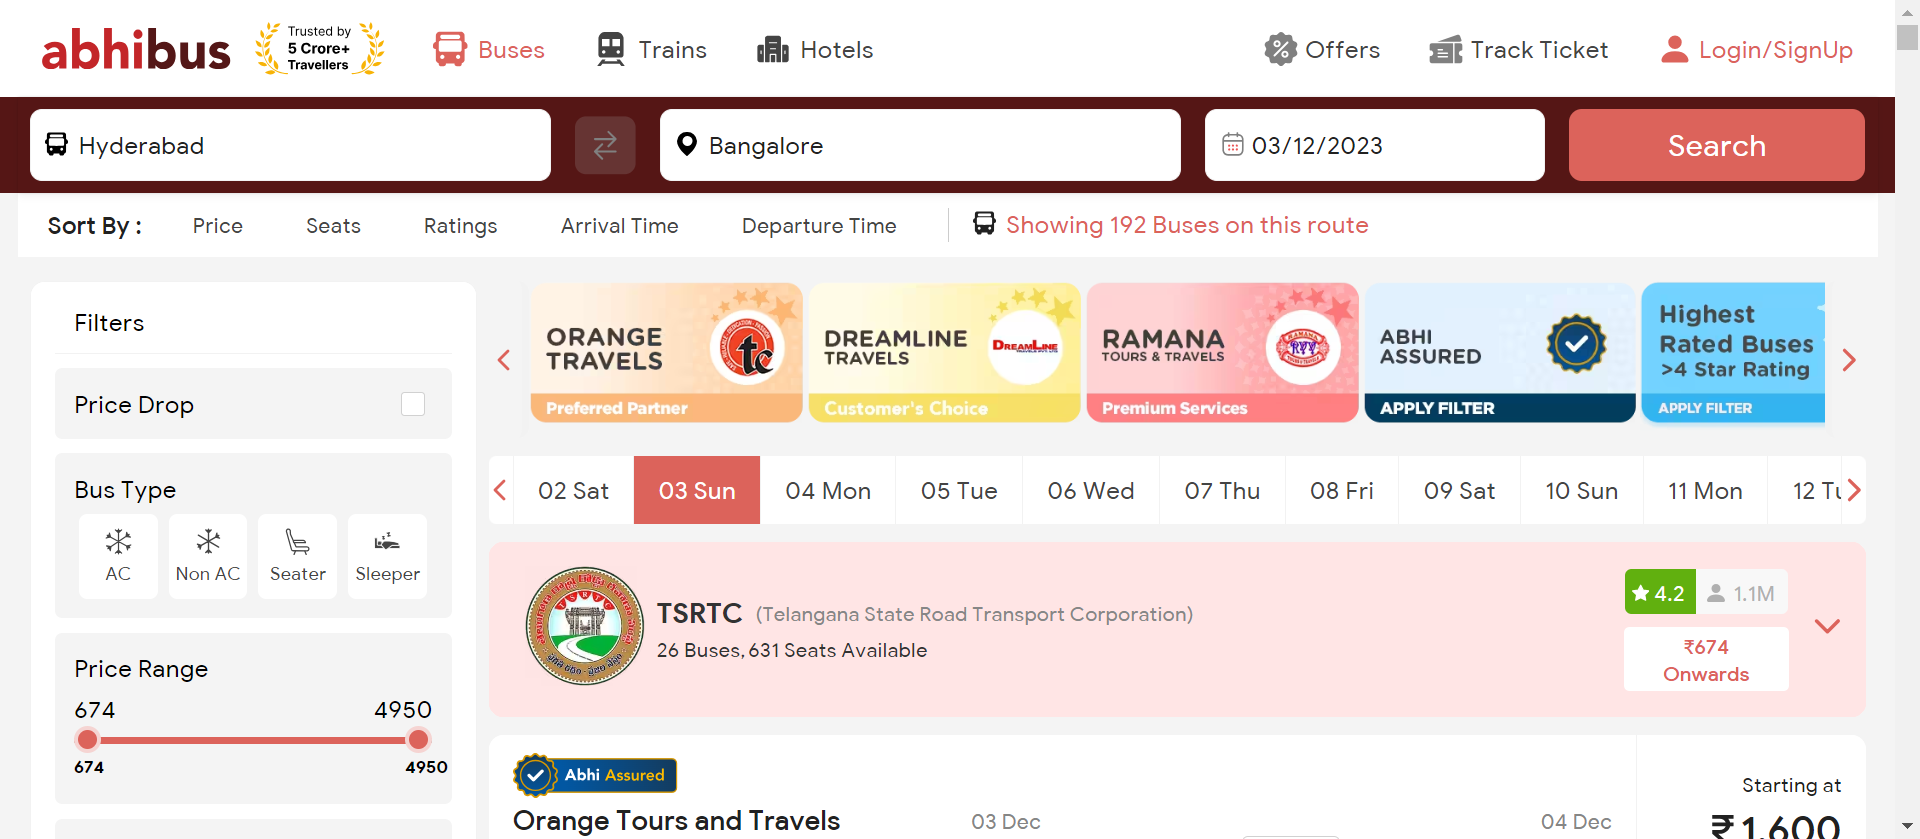 abhibus
Trusted by
5 Crore+
Travellers
Buses
Trains
Hotels
Offers
Track Ticket
Login/SignUp
Hyderabad
Bangalore
03/12/2023
Search
Sort By :
Price
Seats
Ratings
Arrival Time
Departure Time
Showing 192 Buses on this route
Filters
Price Drop
Bus Type
AC
Non AC
Seater
Sleeper
Price Range
674
4950
674
4950
ORANGE
TRAVELS
tc
Preferred Partner
DREAMLINE
TRAVELS
DREAMLINE
Customer's Choice
RAMANA
TOURS & TRAVELS
Premium Services
ABHI
ASSURED
APPLY FILTER
Highest
Rated Buses
>4 Star Rating
APPLY FILTER
02 Sat
03 Sun
04 Mon
05 Tue
06 Wed
07 Thu
08 Fri
09 Sat
10 Sun
11 Mon
12 Tu
TSRTC
TSRTC (Telangana State Road Transport Corporation)
26 Buses, 631 Seats Available
4.2
1.1M
₹674
Onwards
Abhi Assured
Orange Tours and Travels
03 Dec
04 Dec
Starting at
₹ 1,600